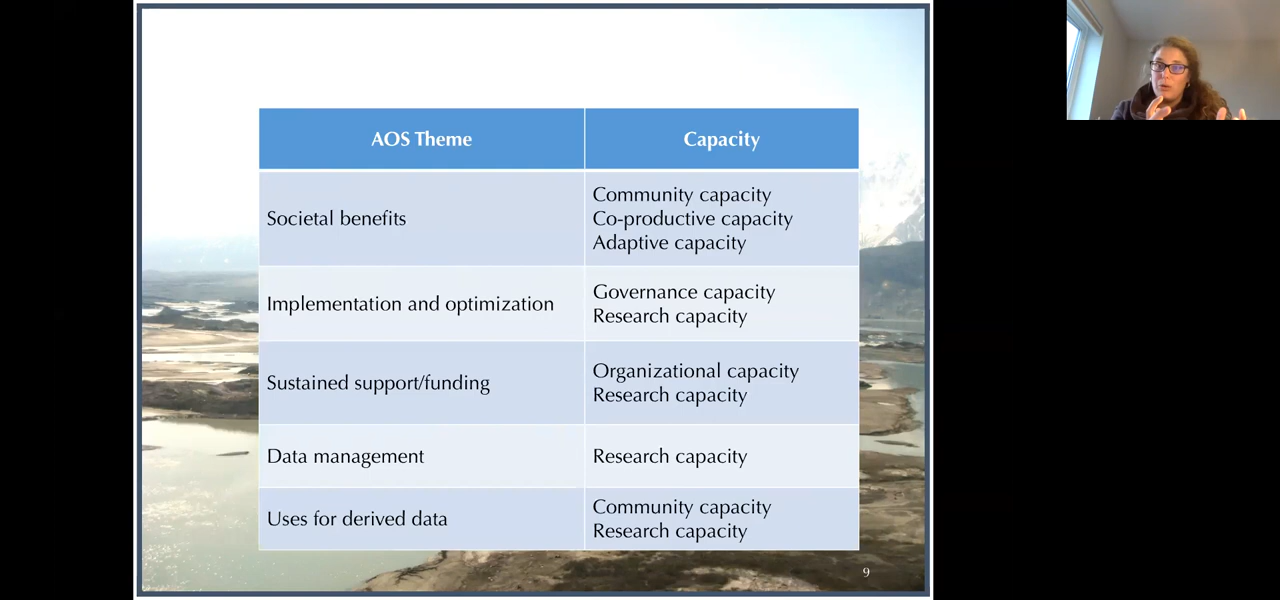 AOS Theme
Capacity
Societal benefits
Community capacity
Co-productive capacity
Adaptive capacity
Implementation and optimization
Governance capacity
Research capacity
Sustained support/funding
Organizational capacity
Research capacity
Data management
Research capacity
Uses for derived data
Community capacity
Research capacity
9